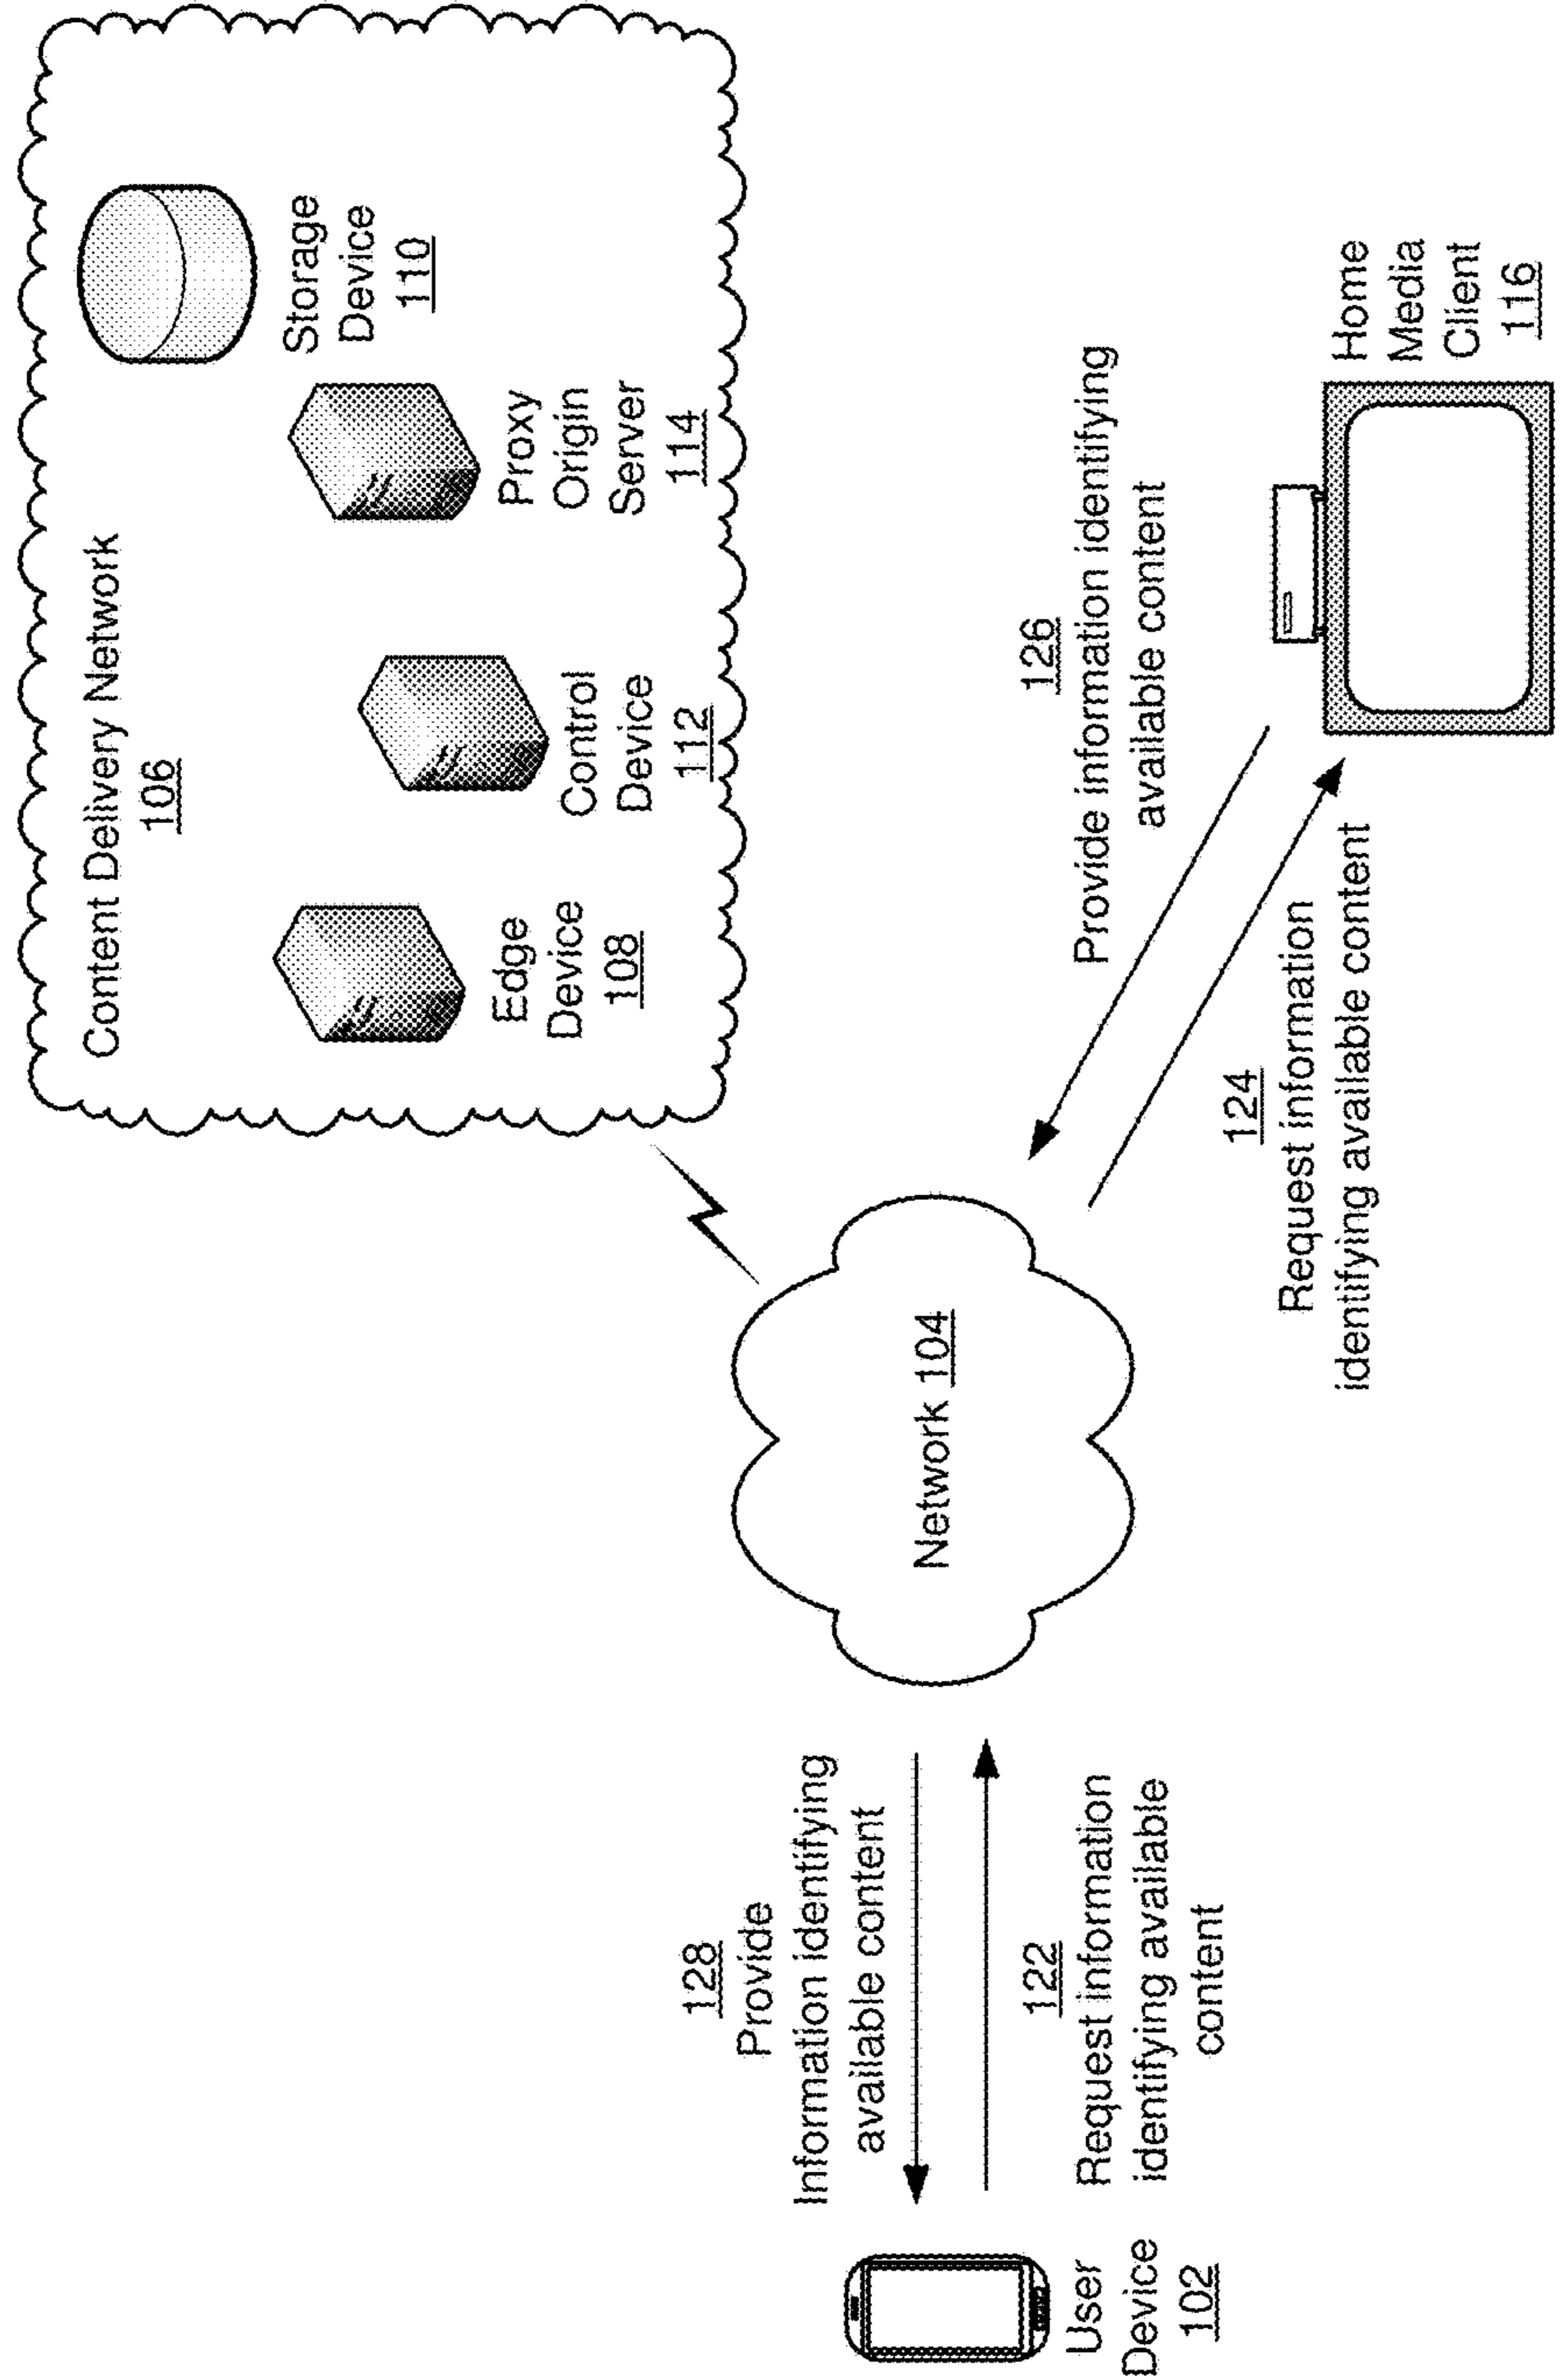 Content Delivery Network
106
Edge
Device
108
Control
Device
112
Proxy
Origin
Server
114
Storage
Device
110
128
Provide
Information identifying
available content
122
Request information
identifying available
content
User
Device
102
Network 104
126
Provide information identifying
available content
124
Request information
identifying available content
Home
Media
Client
116